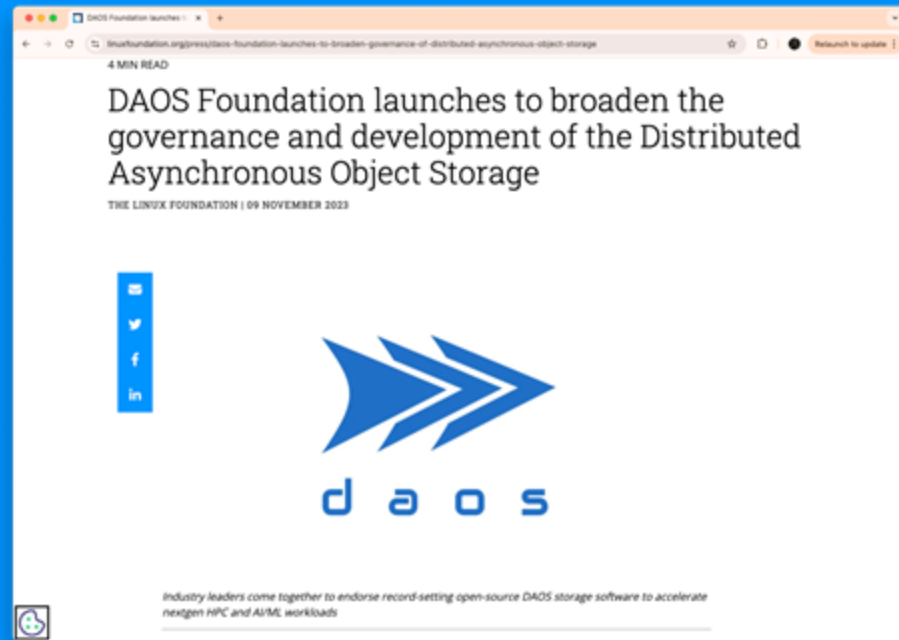 DAOS Foundation launches t
linuxfoundation.org/press/daos-foundation-launches-to-broaden-governance-of-distributed-asynchronous-object-storage
Relaunch to update
4 MIN READ
DAOS Foundation launches to broaden the
governance and development of the Distributed
Asynchronous Object Storage
THE LINUX FOUNDATION | 09 NOVEMBER 2023
daos
Industry leaders come together to endorse record-setting open-source DAOS storage software to accelerate
nextgen HPC and AI/ML workloads